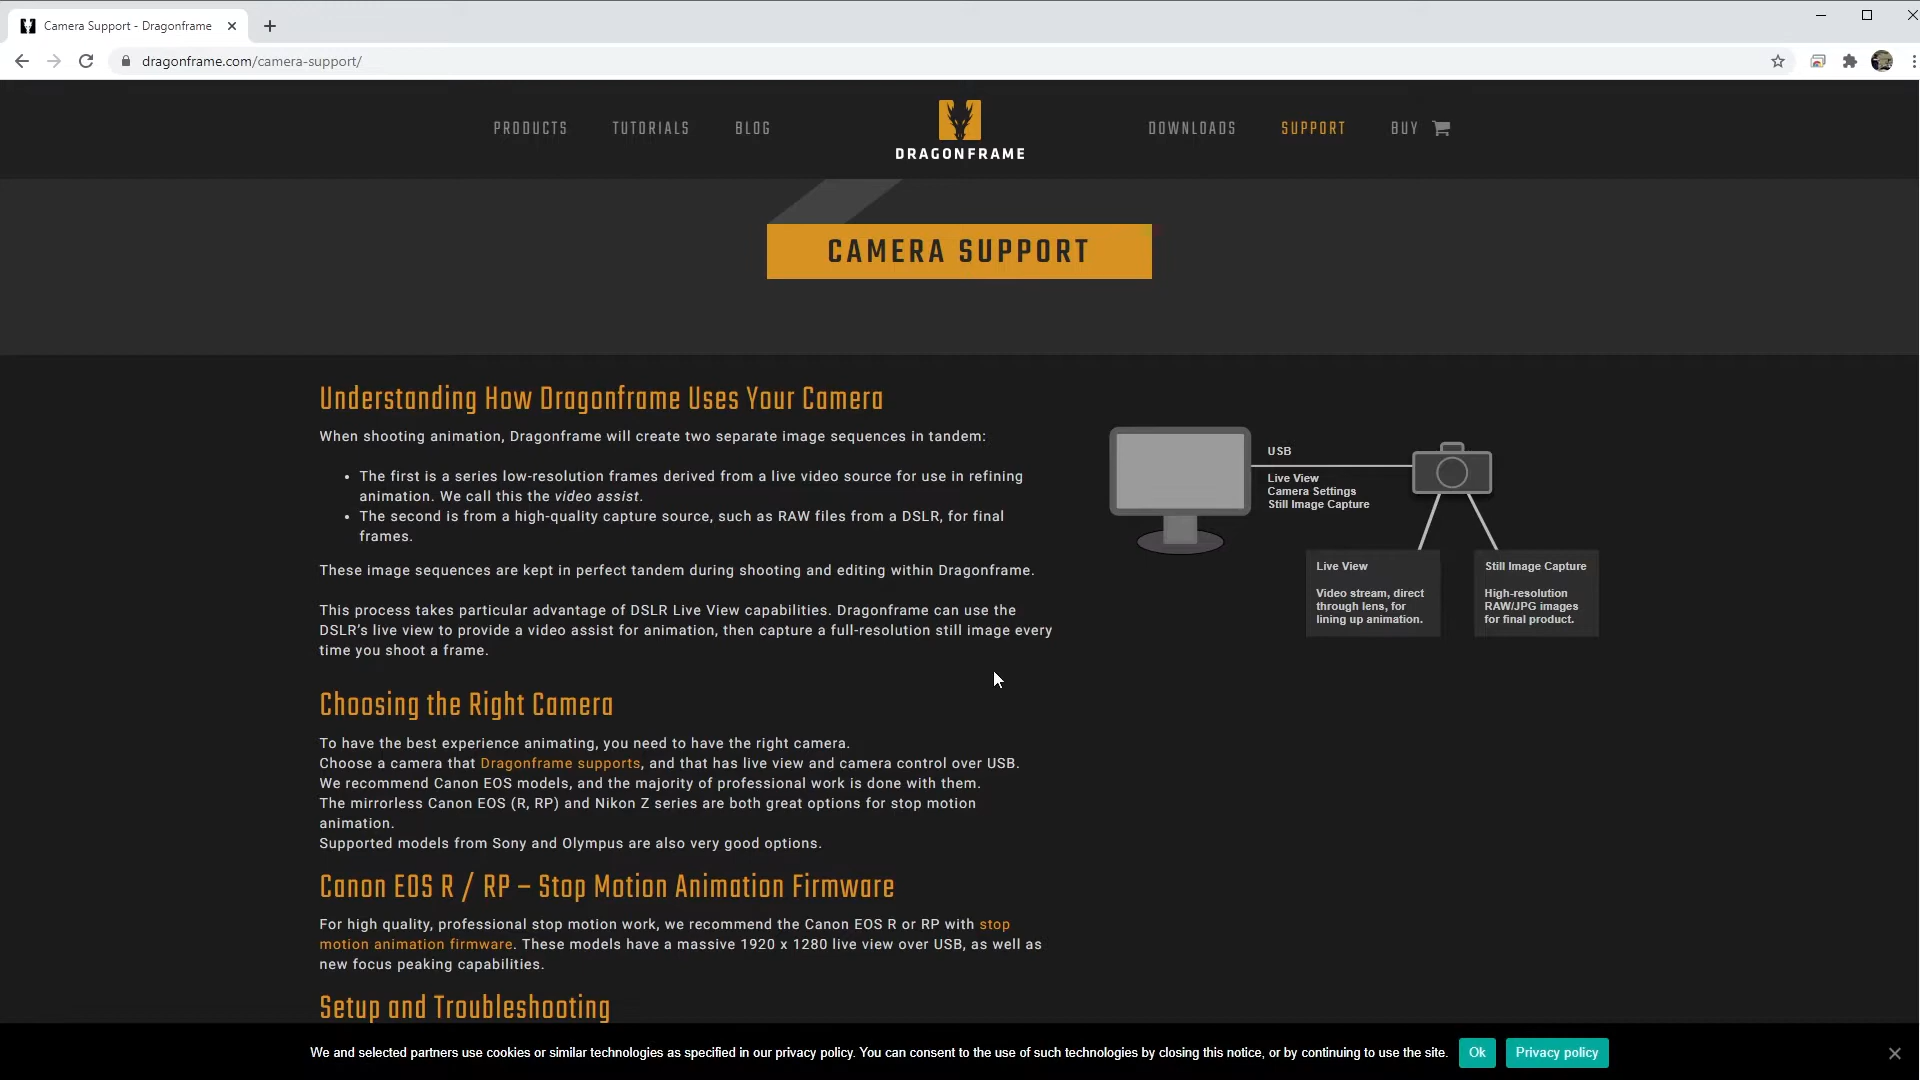 Camera Support - Dragonframe
dragonframe.com/camera-support/
PRODUCTS TUTORIALS BLOG DRAGONFRAME DOWNLOADS SUPPORT BUY
CAMERA SUPPORT
Understanding How Dragonframe Uses Your Camera
When shooting animation, Dragonframe will create two separate image sequences in tandem:
• The first is a series low-resolution frames derived from a live video source for use in refining
animation. We call this the video assist.
• The second is from a high-quality capture source, such as RAW files from a DSLR, for final
frames.
These image sequences are kept in perfect tandem during shooting and editing within Dragonframe.
This process takes particular advantage of DSLR Live View capabilities. Dragonframe can use the
DSLR’s live view to provide a video assist for animation, then capture a full-resolution still image every
time you shoot a frame.
USB
Live View
Camera Settings
Still Image Capture
Live View
Video stream, direct
through lens, for
lining up animation.
Still Image Capture
High-resolution
RAW/JPG images
for final product.
Choosing the Right Camera
To have the best experience animating, you need to have the right camera.
Choose a camera that Dragonframe supports, and that has live view and camera control over USB.
We recommend Canon EOS models, and the majority of professional work is done with them.
The mirrorless Canon EOS (R, RP) and Nikon Z series are both great options for stop motion
animation.
Supported models from Sony and Olympus are also very good options.
Canon EOS R / RP – Stop Motion Animation Firmware
For high quality, professional stop motion work, we recommend the Canon EOS R or RP with stop
motion animation firmware. These models have a massive 1920 x 1280 live view over USB, as well as
new focus peaking capabilities.
Setup and Troubleshooting
We and selected partners use cookies or similar technologies as specified in our privacy policy. You can consent to the use of such technologies by closing this notice, or by continuing to use the site. Ok Privacy policy